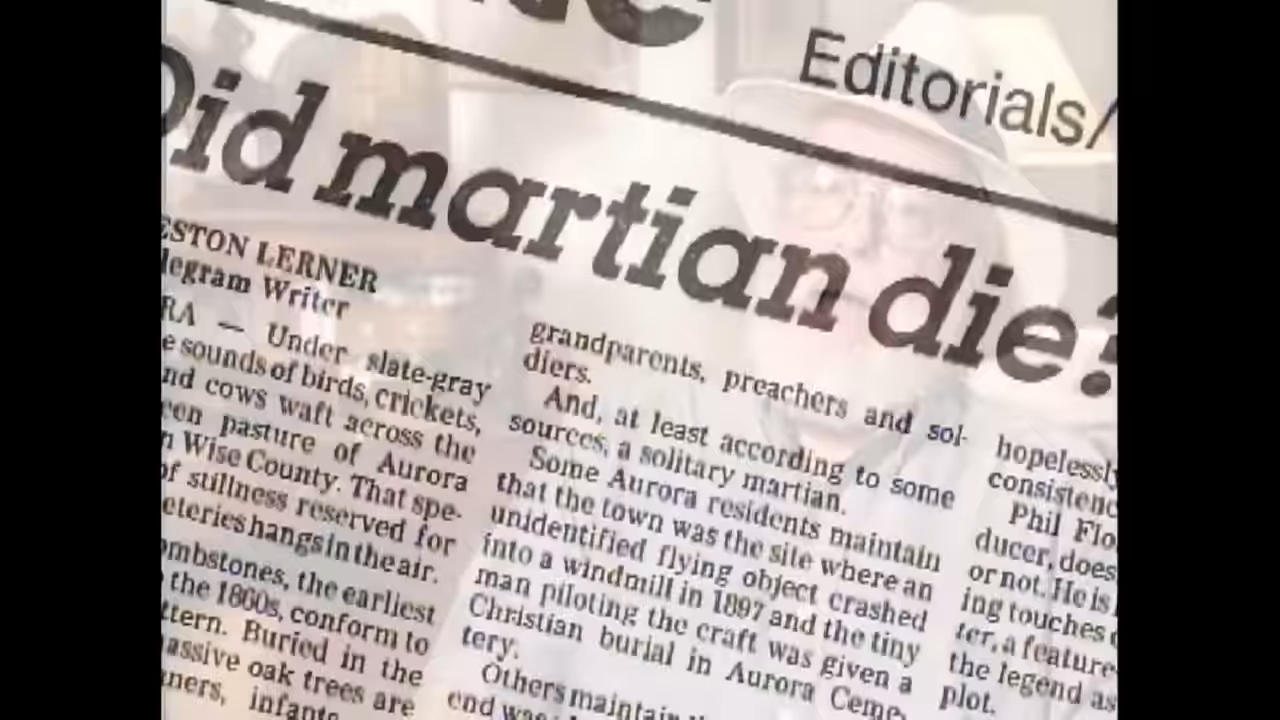 Editorials/
Did martian die?
ESTON LERNER
legram Writer
RA — Under slate-gray
e sounds of birds, crickets,
nd cows waft across the
een pasture of Aurora
n Wise County. That spe-
of stillness reserved for
eteries hangs in the air.
ombstones, the earliest
the 1860s, conform to
ttern. Buried in the
assive oak trees are
ners, infants
grandparents, preachers and sol-
diers.
And, at least according to some
sources, a solitary martian.
Some Aurora residents maintain
that the town was the site where an
unidentified flying object crashed
into a windmill in 1897 and the tiny
man piloting the craft was given a
Christian burial in Aurora Ceme-
tery.
Others maintain
end was
hopelessly
consistenc
Phil Flo
ducer, does
or not. He is
ing touches
ter, a feature
the legend as
plot.